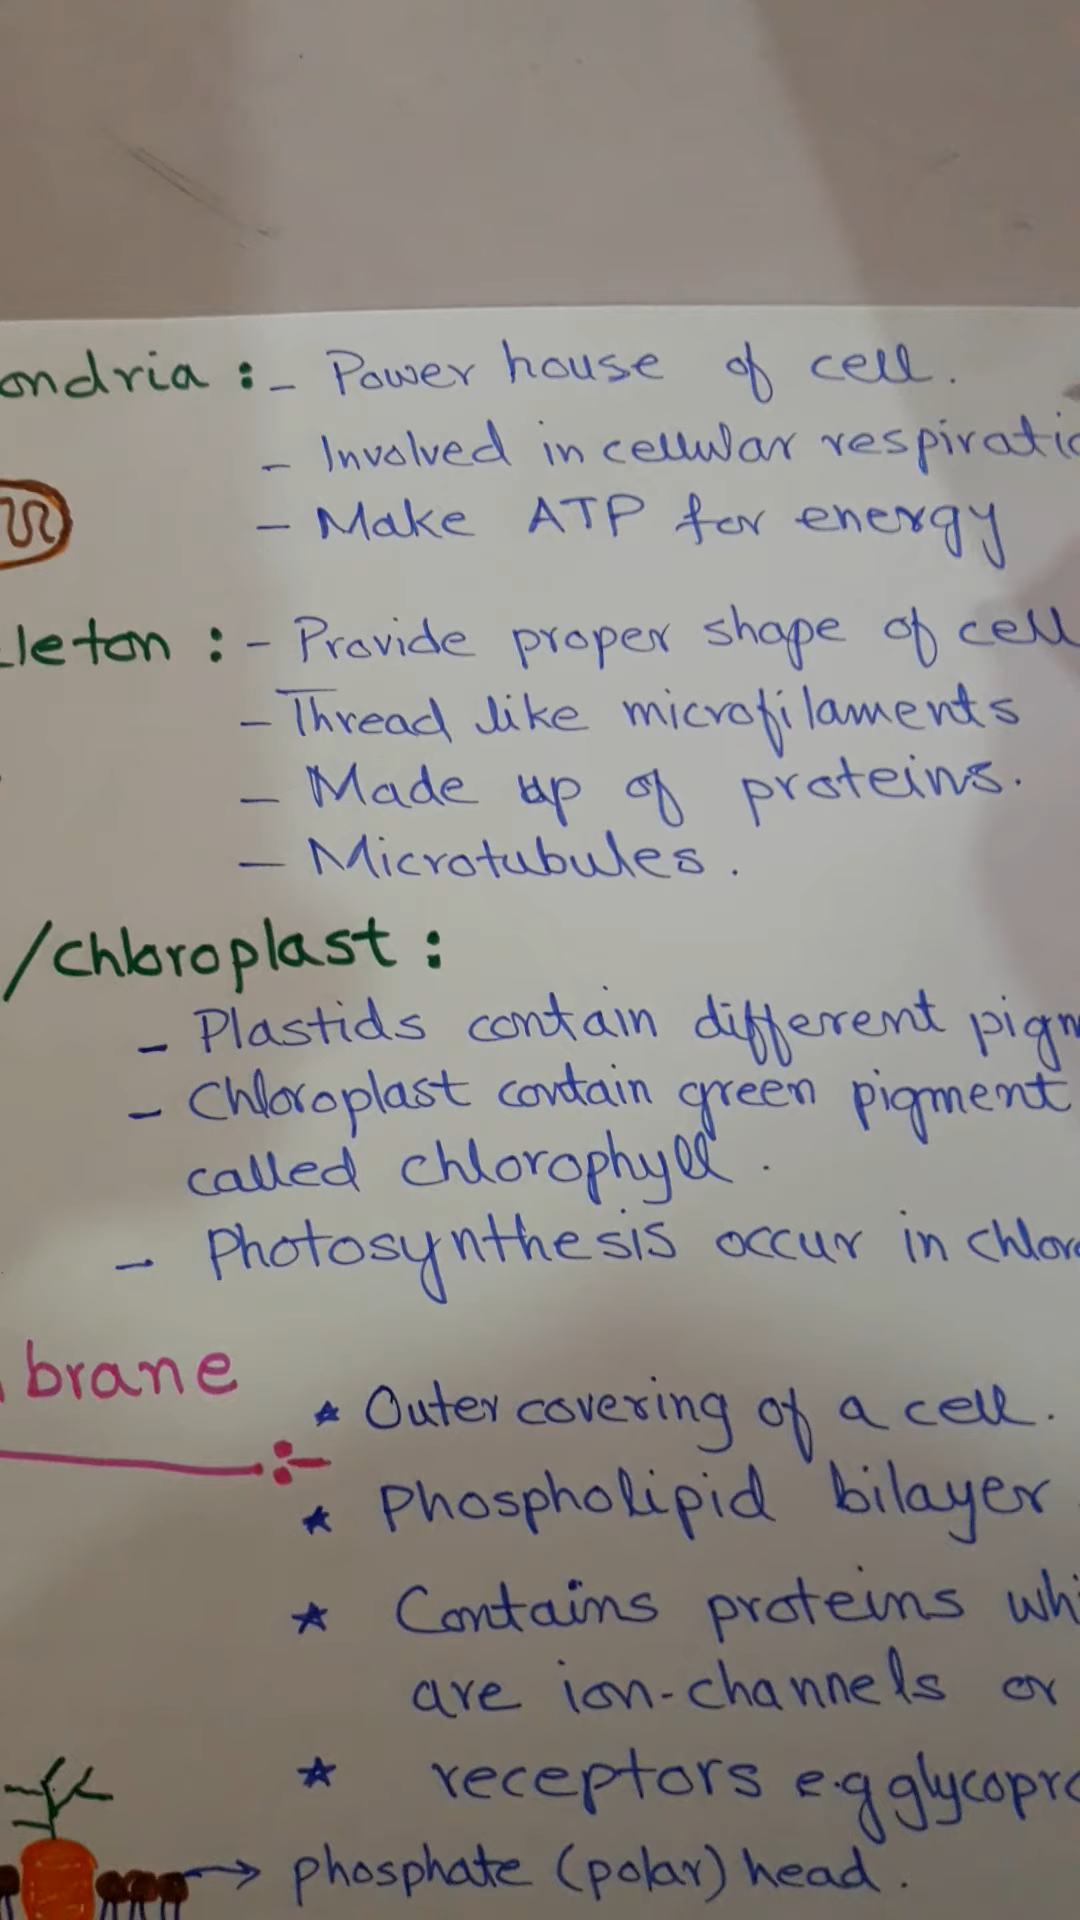 ondria :- Power house of cell.
- Involved in cellular respiratio
- Make ATP for energy
leton :- Provide proper shape of cell
- Thread like microfilaments
- Made up of proteins.
- Microtubules.
/chloroplast :
- Plastids contain different pigm
- Chloroplast contain green pigment
called chlorophyll.
- Photosynthesis occur in chloro
brane :-
★ Outer covering of a cell.
★ Phospholipid bilayer
★ Contains proteins whi
are ion-channels or
★ receptors e.g glycopro
→ phosphate (polar) head.